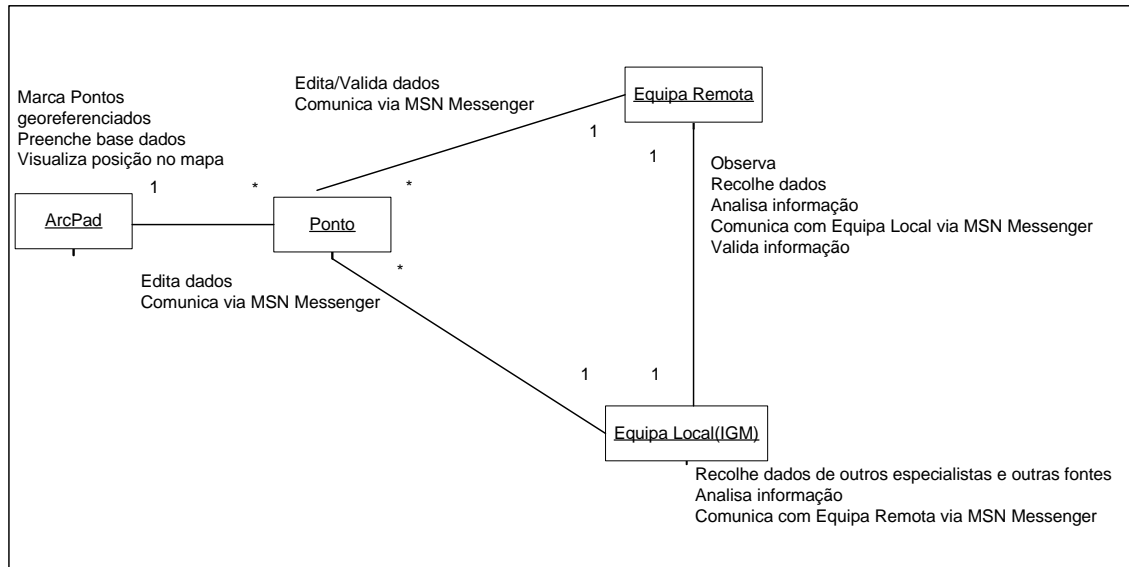 Edita/Valida dados
Comunica via MSN Messenger
Equipa Remota
Marca Pontos
georeferenciados
Preenche base dados
Visualiza posição no mapa
1
1
Observa
Recolhe dados
Analisa informação
Comunica com Equipa Local via MSN Messenger
Valida informação
1
*
*
ArcPad
Ponto
Edita dados
Comunica via MSN Messenger
*
1
1
Equipa Local(IGM)
Recolhe dados de outros especialistas e outras fontes
Analisa informação
Comunica com Equipa Remota via MSN Messenger